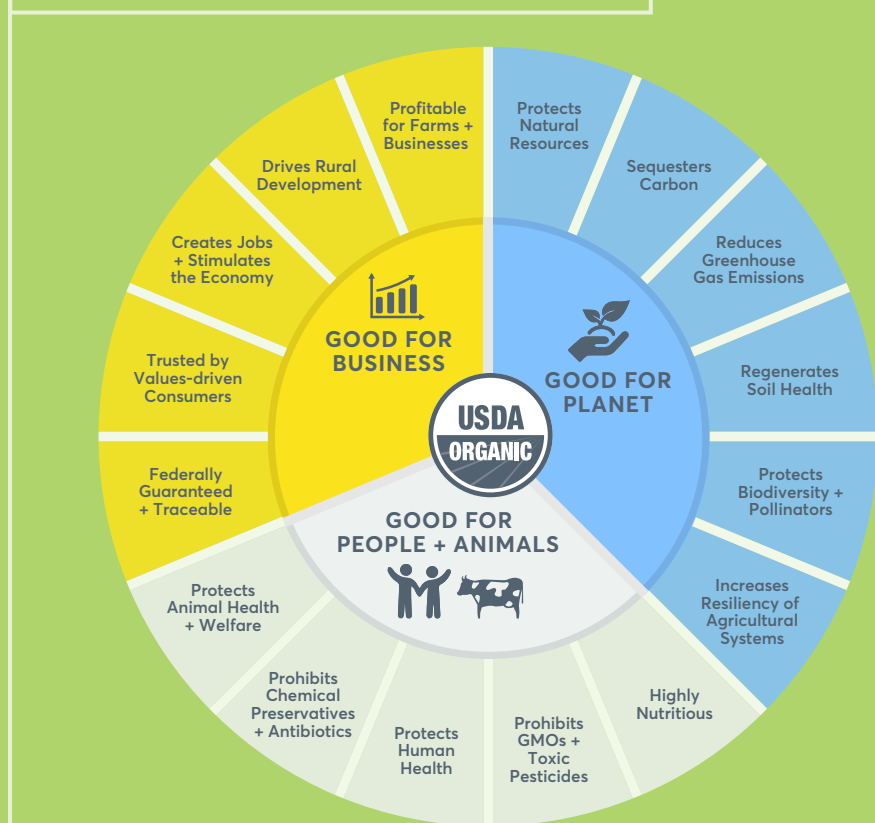 Profitable
for Farms +
Businesses
Protects
Natural
Resources
Drives Rural
Development
Sequesters
Carbon
Creates Jobs
+ Stimulates
the Economy
Reduces
Greenhouse
Gas Emissions
Trusted by
Values-driven
Consumers
Regenerates
Soil Health
Federally
Guaranteed
+ Traceable
Protects
Biodiversity +
Pollinators
Increases
Resiliency of
Agricultural
Systems
GOOD FOR
BUSINESS
GOOD FOR
PLANET
USDA
ORGANIC
GOOD FOR
PEOPLE + ANIMALS
Protects
Animal Health
+ Welfare
Prohibits
Chemical
Preservatives
+ Antibiotics
Protects
Human
Health
Prohibits
GMOs +
Toxic
Pesticides
Highly
Nutritious